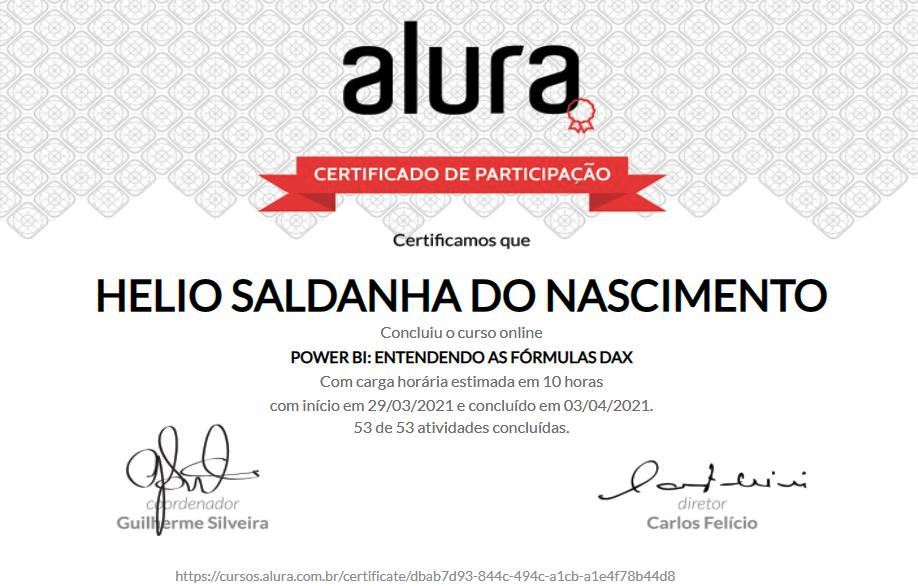 alura
CERTIFICADO DE PARTICIPAÇÃO
Certificamos que
HELIO SALDANHA DO NASCIMENTO
Concluiu o curso online
POWER BI: ENTENDENDO AS FÓRMULAS DAX
Com carga horária estimada em 10 horas
com início em 29/03/2021 e concluído em 03/04/2021.
53 de 53 atividades concluídas.
coordenador
Guilherme Silveira
diretor
Carlos Felício
https://cursos.alura.com.br/certificate/dbab7d93-844c-494c-a1cb-a1e4f78b44d8